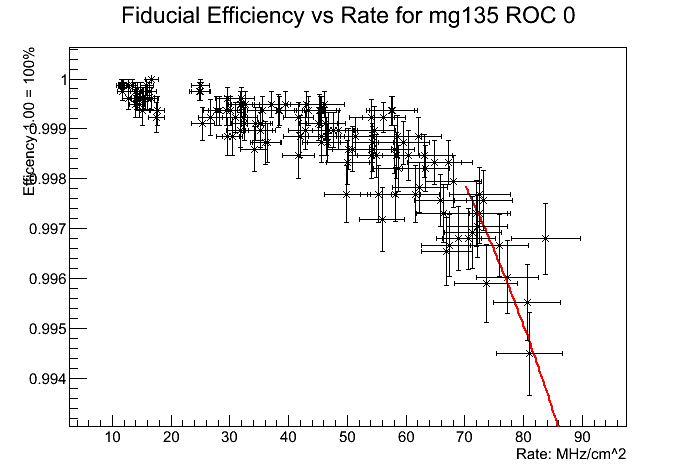 Fiducial Efficiency vs Rate for mg135 ROC 0
Efficency 1.00 = 100%
1
0.999
0.998
0.997
0.996
0.995
0.994
10 20 30 40 50 60 70 80 90
Rate: MHz/cm^2